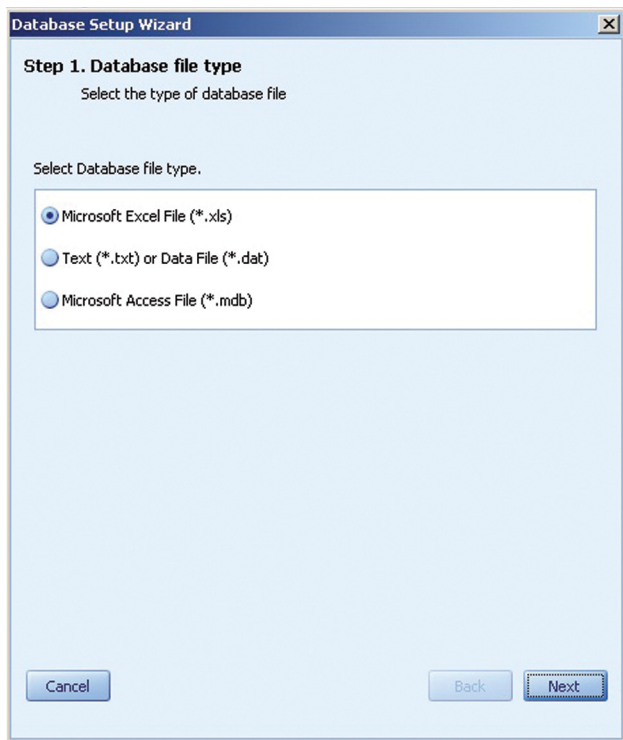 Database Setup Wizard
Step 1. Database file type
Select the type of database file
Select Database file type.
Microsoft Excel File (*.xls)
Text (*.txt) or Data File (*.dat)
Microsoft Access File (*.mdb)
Cancel
Back
Next